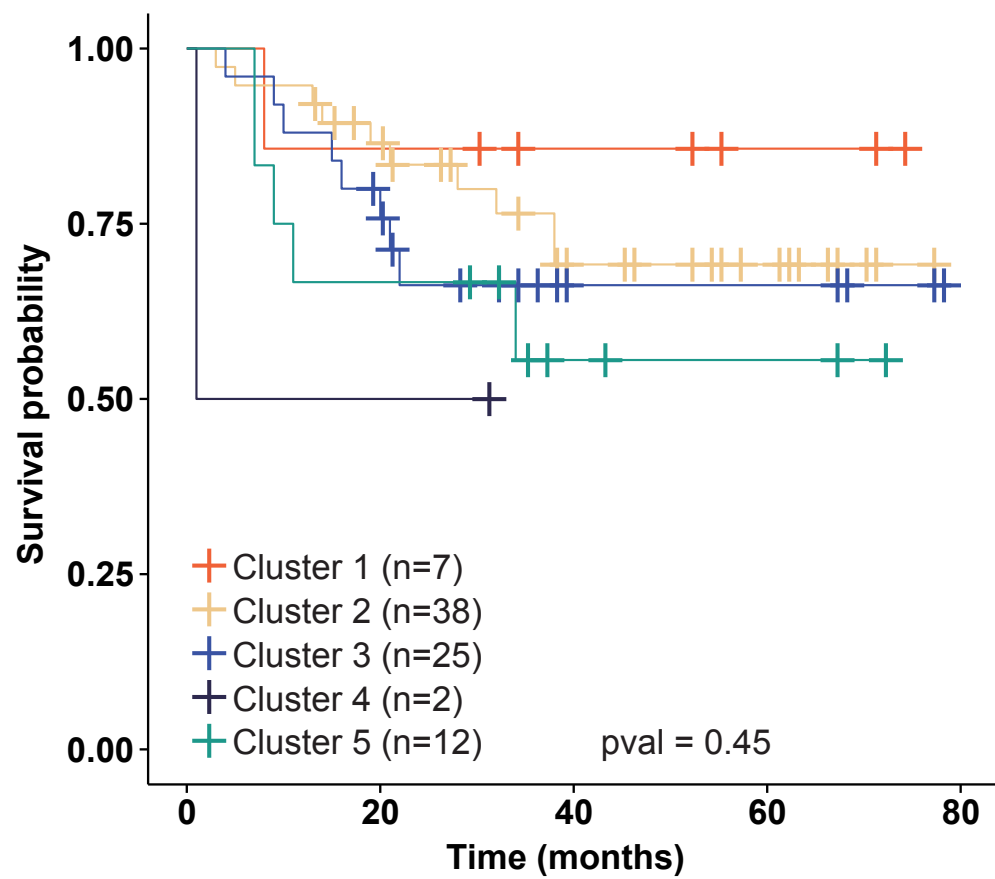 1.00
0.75
0.50
0.25
0.00
Survival probability
Cluster 1 (n=7)
Cluster 2 (n=38)
Cluster 3 (n=25)
Cluster 4 (n=2)
Cluster 5 (n=12)
pval = 0.45
0 20 40 60 80
Time (months)